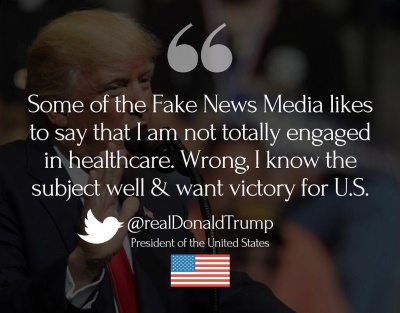 Some of the Fake News Media likes
to say that I am not totally engaged
in healthcare. Wrong, I know the
subject well & want victory for U.S.
@realDonaldTrump
President of the United States